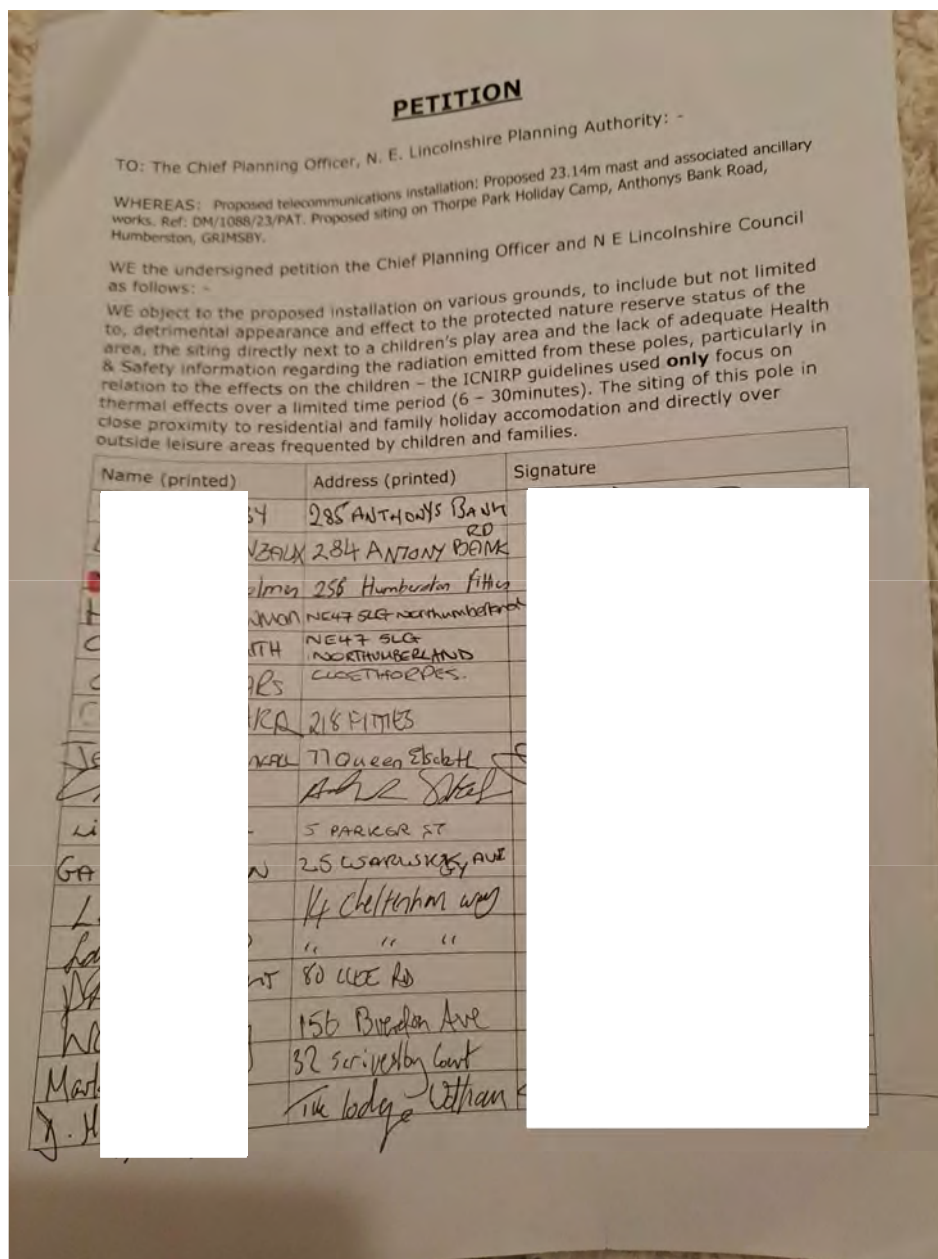 PETITION
TO: The Chief Planning Officer, N. E. Lincolnshire Planning Authority: -
WHEREAS: Proposed telecommunications installation: Proposed 23.14m mast and associated ancillary
works. Ref: DM/1088/23/PAT. Proposed siting on Thorpe Park Holiday Camp, Anthonys Bank Road,
Humberston, GRIMSBY.
WE the undersigned petition the Chief Planning Officer and N E Lincolnshire Council
as follows: -
WE object to the proposed installation on various grounds, to include but not limited
to, detrimental appearance and effect to the protected nature reserve status of the
area, the siting directly next to a children's play area and the lack of adequate Health
& Safety information regarding the radiation emitted from these poles, particularly in
relation to the effects on the children – the ICNIRP guidelines used only focus on
thermal effects over a limited time period (6 – 30minutes). The siting of this pole in
close proximity to residential and family holiday accomodation and directly over
outside leisure areas frequented by children and families.
Name (printed) Address (printed) Signature
285 ANTHONYS BANK
RD
284 ANTONY BANK
256 Humberston Fitties
NE47 5LG Northumberland
NE47 5LG
NORTHUMBERLAND
218 FITTIES
77 Queen
5 PARKER ST
GA N 25
14 Cheltenham way
" " "
80 RD
156 Ave
Mart 32 Court
J. H lodge